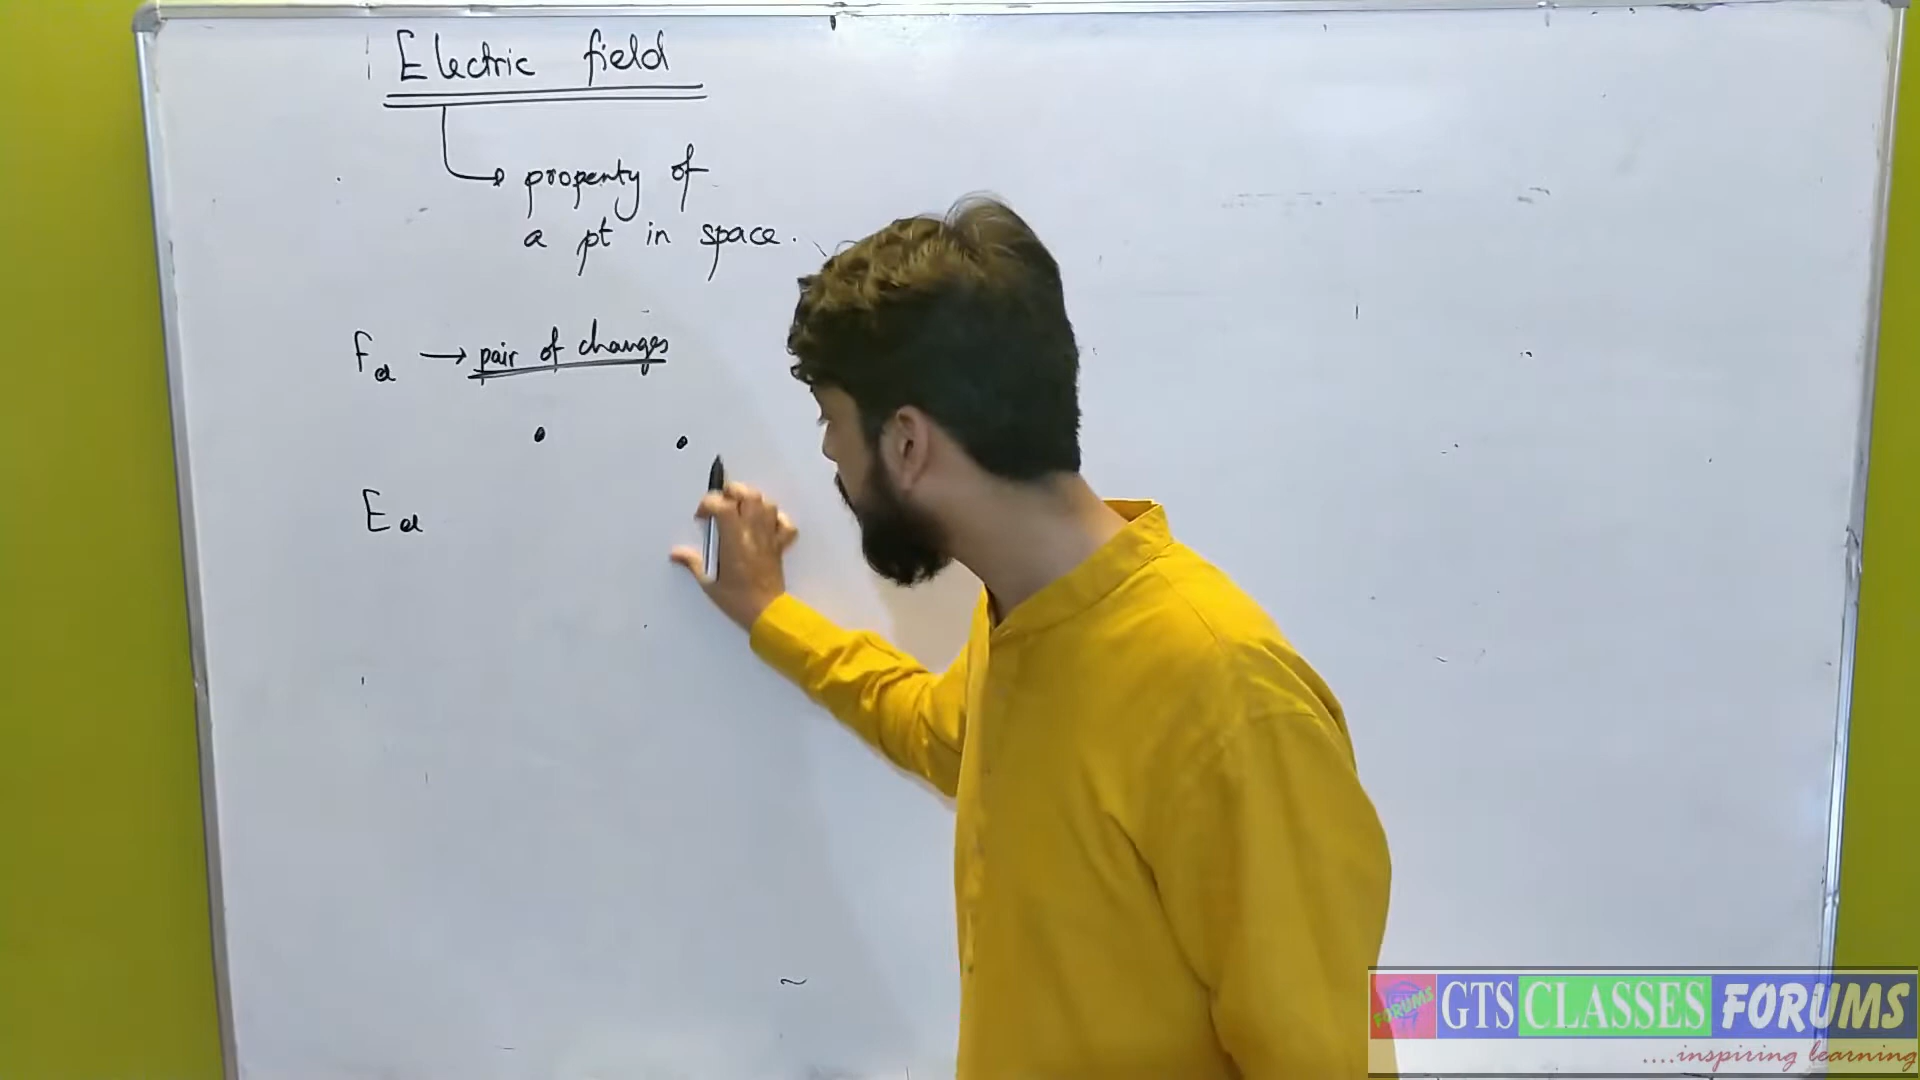 Electric field
property of
a pt in space.
Fel → pair of charges
Eel
GTS CLASSES FORUMS
FORUMS
....inspiring learning